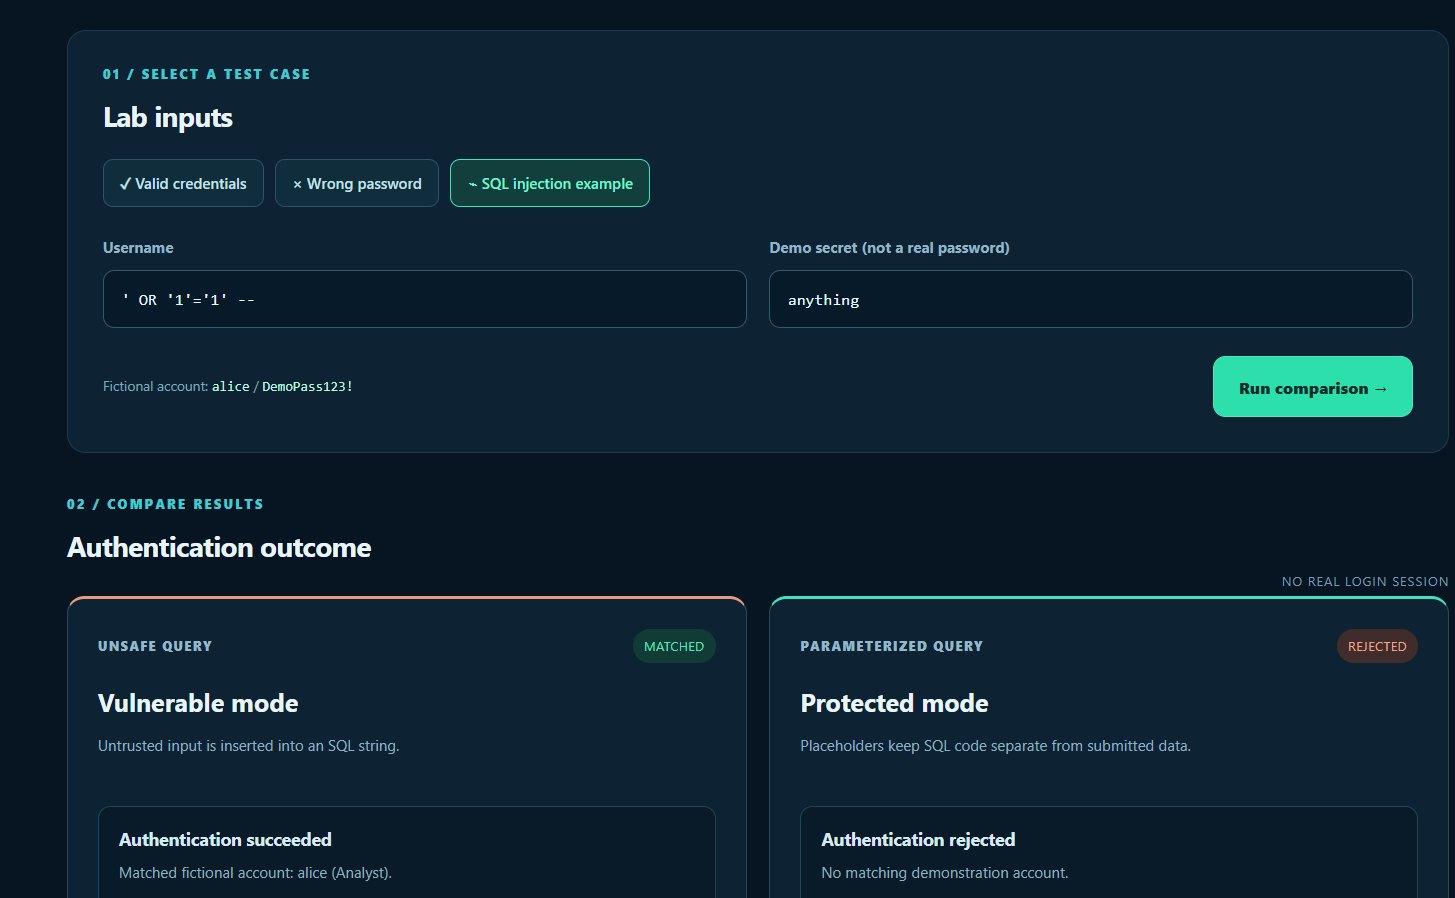 01 / SELECT A TEST CASE
Lab inputs
✓ Valid credentials
× Wrong password
⌁ SQL injection example
Username
Demo secret (not a real password)
' OR '1'='1' --
anything
Fictional account: alice / DemoPass123!
Run comparison →
02 / COMPARE RESULTS
Authentication outcome
NO REAL LOGIN SESSION
UNSAFE QUERY
MATCHED
Vulnerable mode
Untrusted input is inserted into an SQL string.
Authentication succeeded
Matched fictional account: alice (Analyst).
PARAMETERIZED QUERY
REJECTED
Protected mode
Placeholders keep SQL code separate from submitted data.
Authentication rejected
No matching demonstration account.